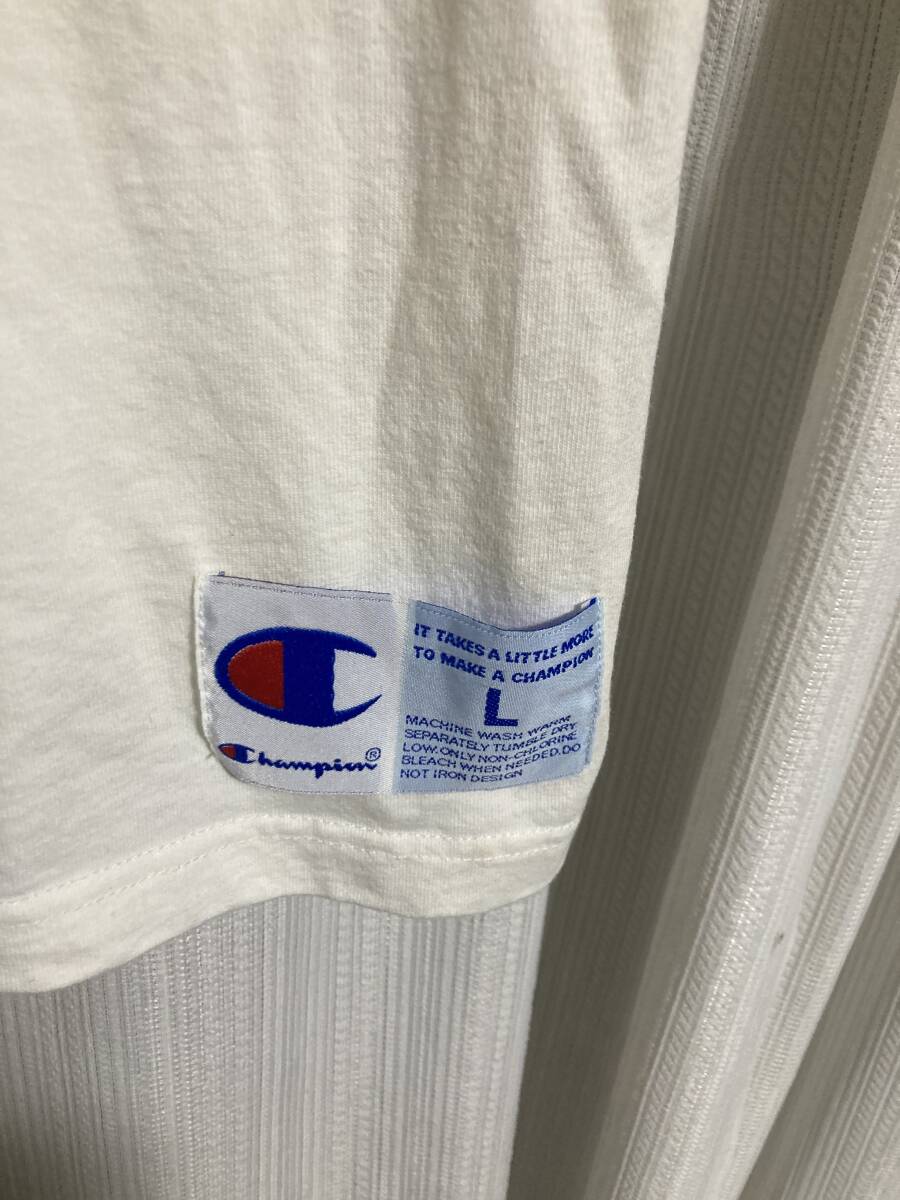 Champion®
IT TAKES A LITTLE MORE
TO MAKE A CHAMPION
L
MACHINE WASH WARM
SEPARATELY TUMBLE DRY
LOW.ONLY NON-CHLORINE
BLEACH WHEN NEEDED.DO
NOT IRON DESIGN